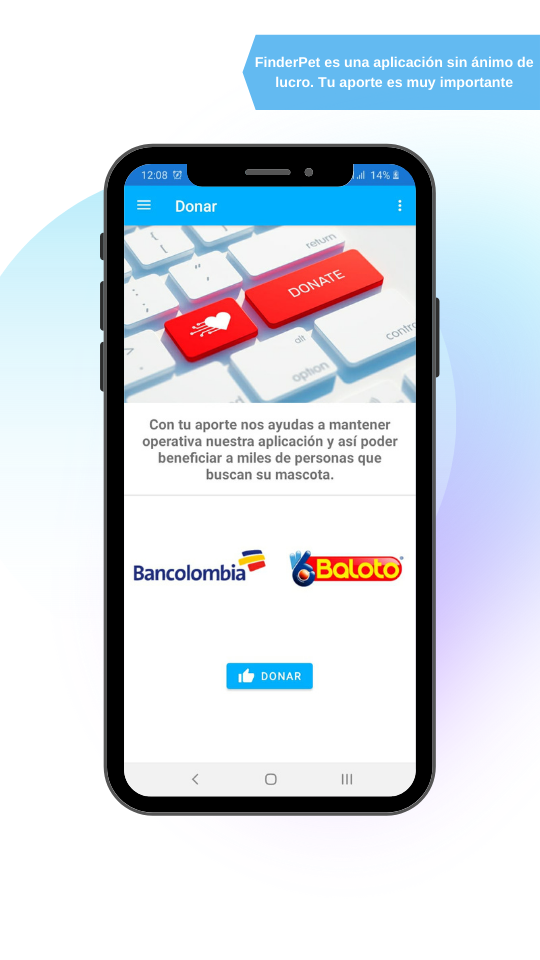 FinderPet es una aplicación sin ánimo de
lucro. Tu aporte es muy importante
12:08
14%
Donar
return
DONATE
alt
option
contro
Con tu aporte nos ayudas a mantener
operativa nuestra aplicación y así poder
beneficiar a miles de personas que
buscan su mascota.
Bancolombia
Baloto
DONAR